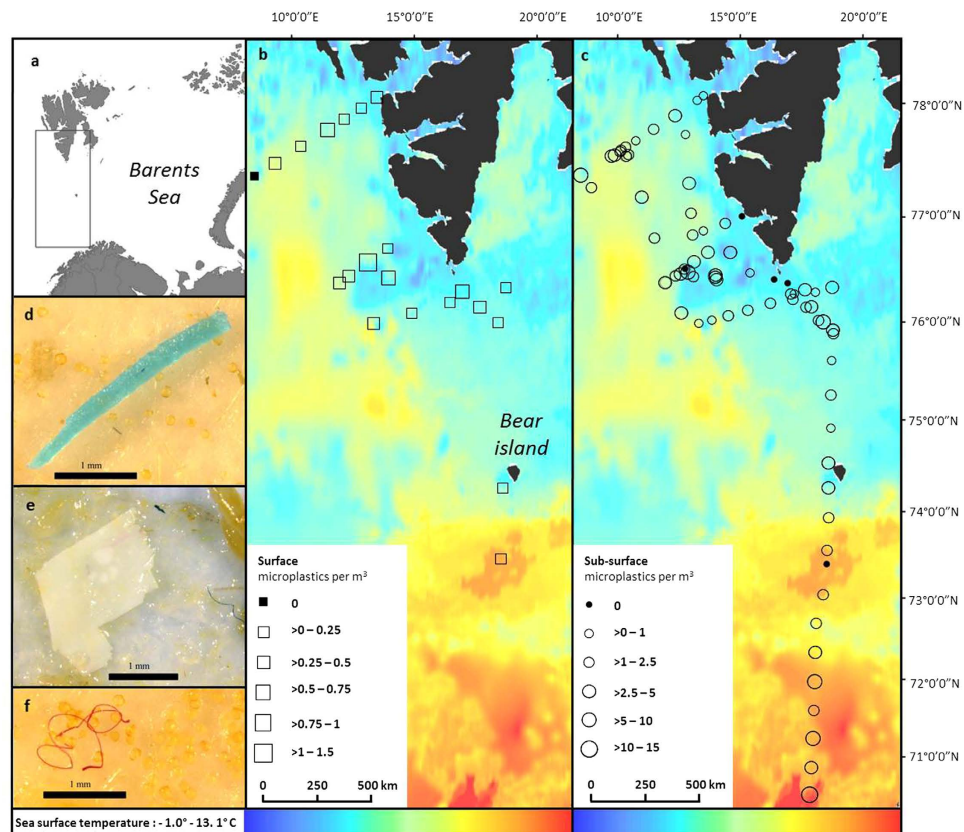 10°0'0"E 15°0'0"E 20°0'0"E 10°0'0"E 15°0'0"E 20°0'0"E
a
Barents
Sea
b
c
78°0'0"N
77°0'0"N
76°0'0"N
75°0'0"N
74°0'0"N
73°0'0"N
72°0'0"N
71°0'0"N
d
1 mm
e
1 mm
f
1 mm
Bear
island
Surface
microplastics per m³
0
>0 – 0.25
>0.25 – 0.5
>0.5 – 0.75
>0.75 – 1
>1 – 1.5
0 500 km
Sub-surface
microplastics per m³
0
>0 – 1
>1 – 2.5
>2.5 – 5
>5 – 10
>10 – 15
0 500 km
Sea surface temperature : - 1.0° - 13. 1° C